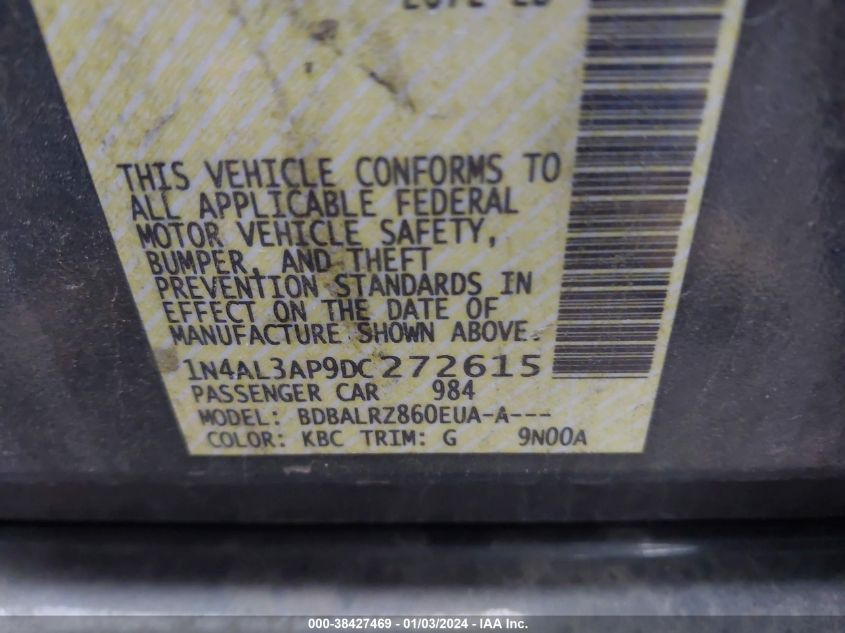 THIS VEHICLE CONFORMS TO
ALL APPLICABLE FEDERAL
MOTOR VEHICLE SAFETY,
BUMPER, AND THEFT
PREVENTION STANDARDS IN
EFFECT ON THE DATE OF
MANUFACTURE SHOWN ABOVE.
1N4AL3AP9DC272615
PASSENGER CAR 984
MODEL: BDBALRZ860EUA-A---
COLOR: KBC TRIM: G 9N00A
000-38427469 - 01/03/2024 - IAA Inc.